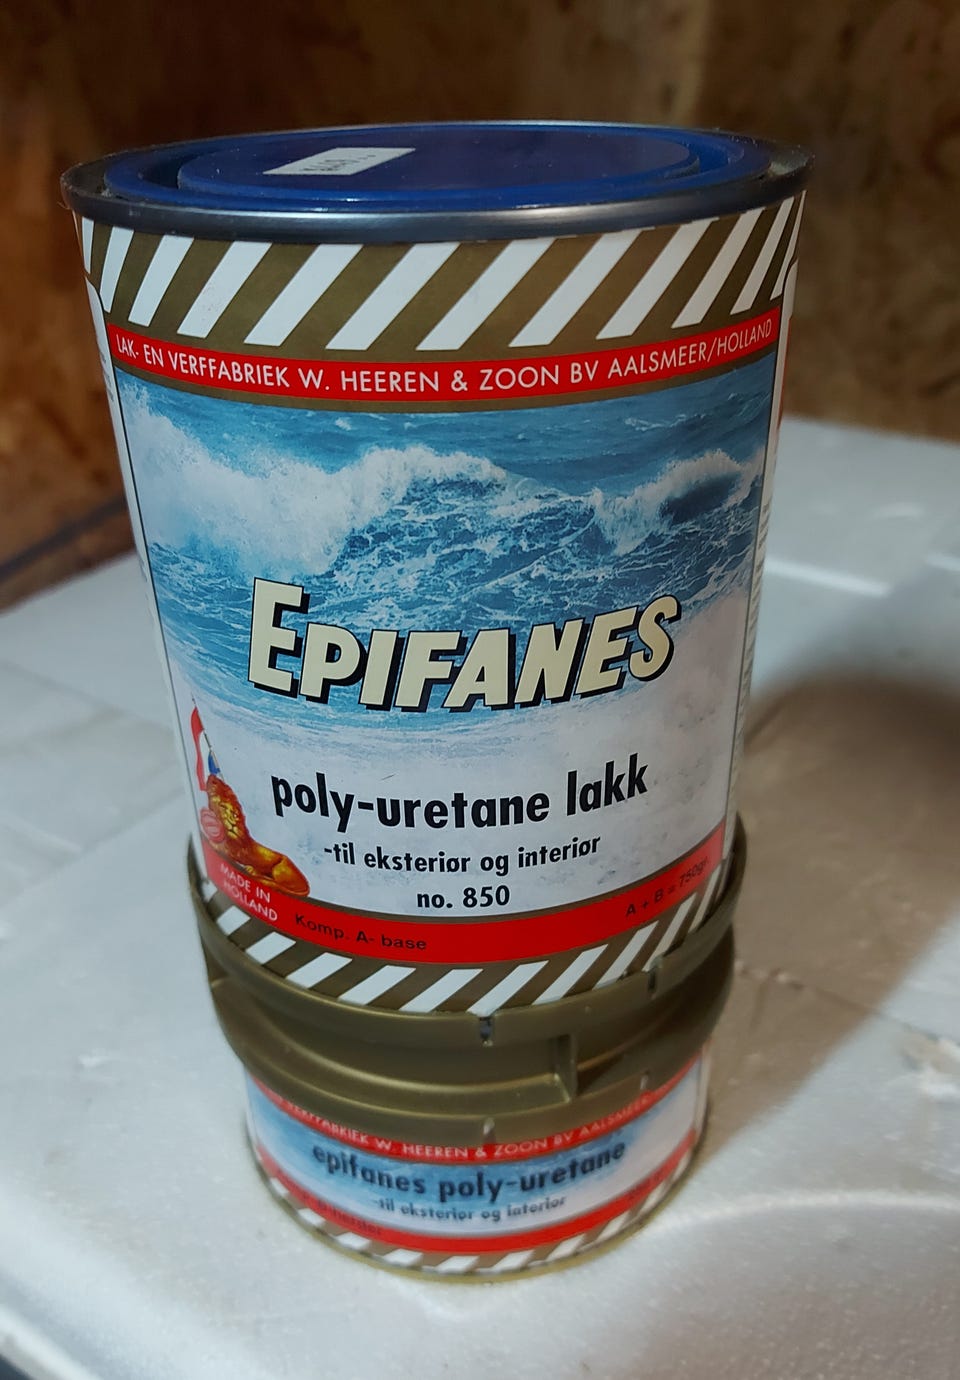 LAK- EN VERFFABRIEK W. HEEREN & ZOON BV AALSMEER/HOLLAND
EPIFANES
poly-uretane lakk
-til eksteriør og interiør
no. 850
MADE IN
HOLLAND
Komp. A- base
A + B = 750gr.
VERFFABRIEK W. HEEREN & ZOON BV AALSMEER
epifanes poly-uretane
-til eksteriør og interiør